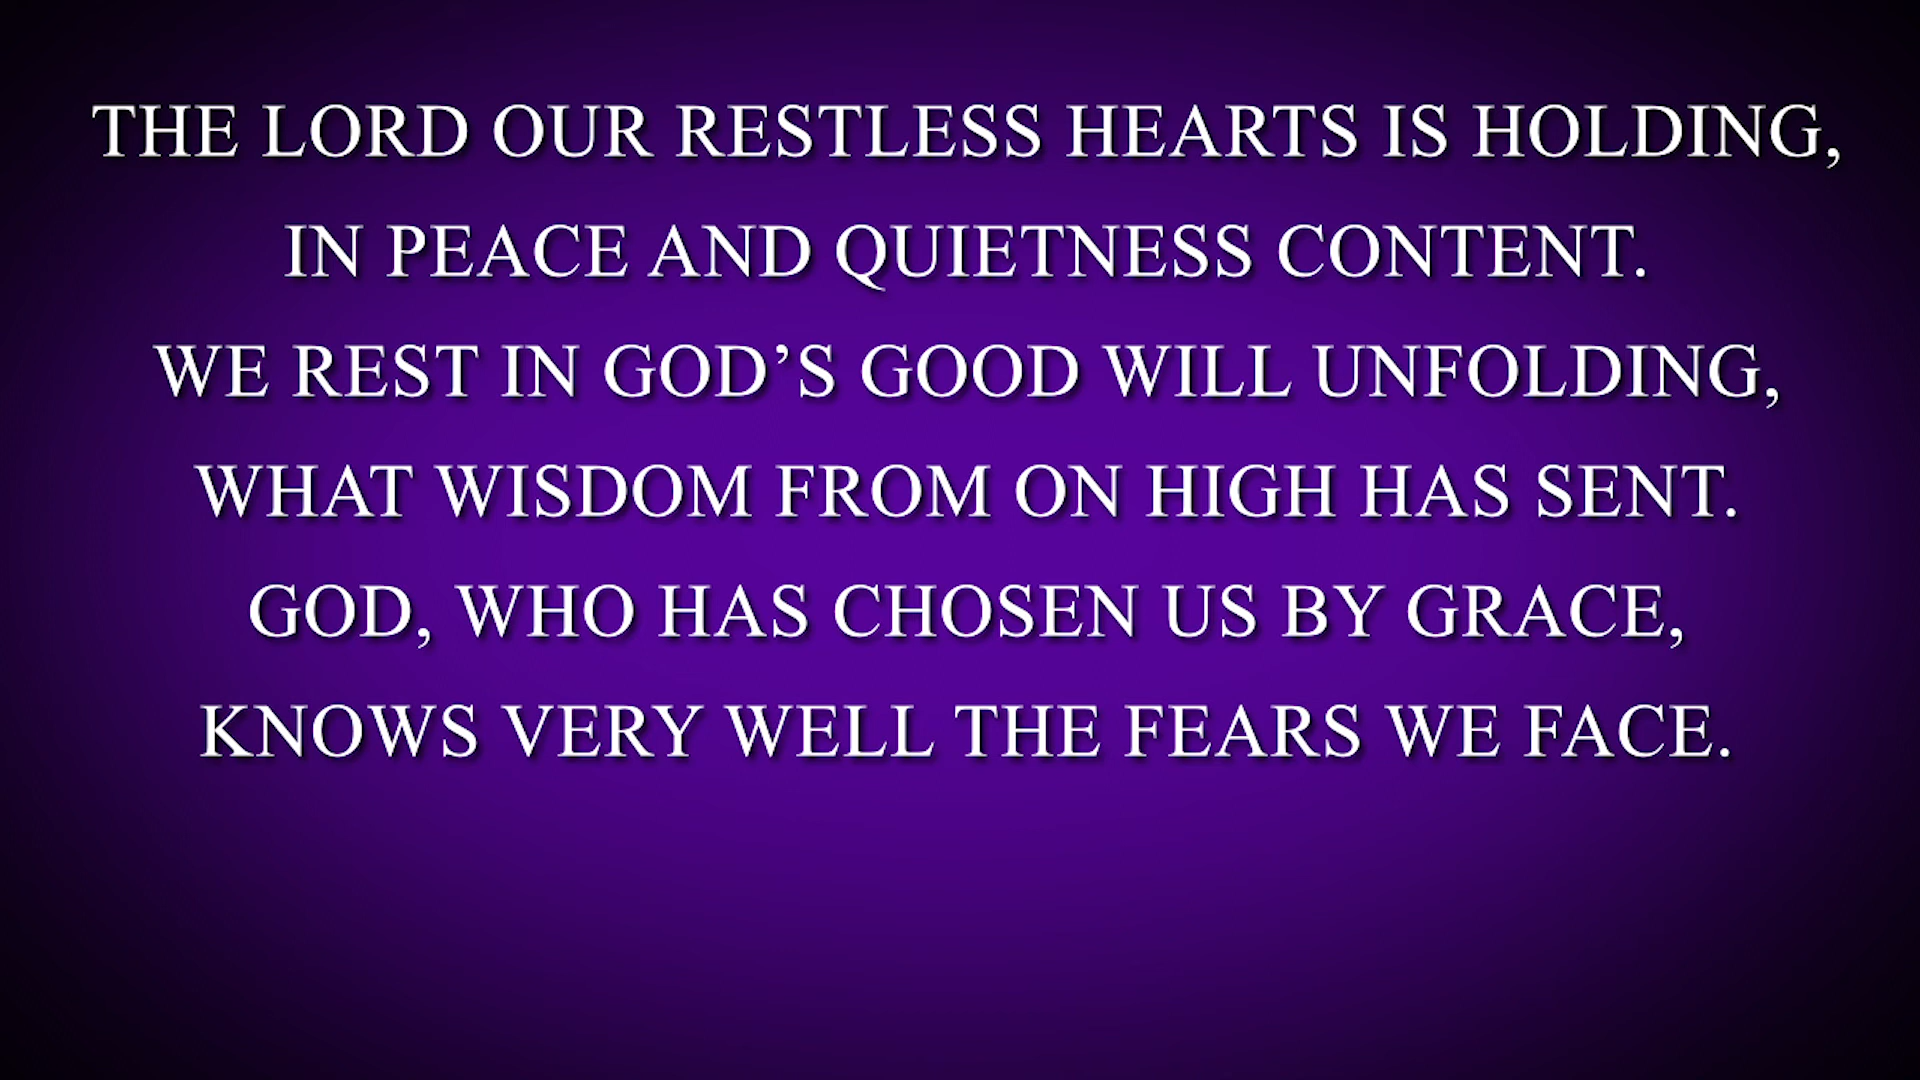 THE LORD OUR RESTLESS HEARTS IS HOLDING,
IN PEACE AND QUIETNESS CONTENT.
WE REST IN GOD’S GOOD WILL UNFOLDING,
WHAT WISDOM FROM ON HIGH HAS SENT.
GOD, WHO HAS CHOSEN US BY GRACE,
KNOWS VERY WELL THE FEARS WE FACE.